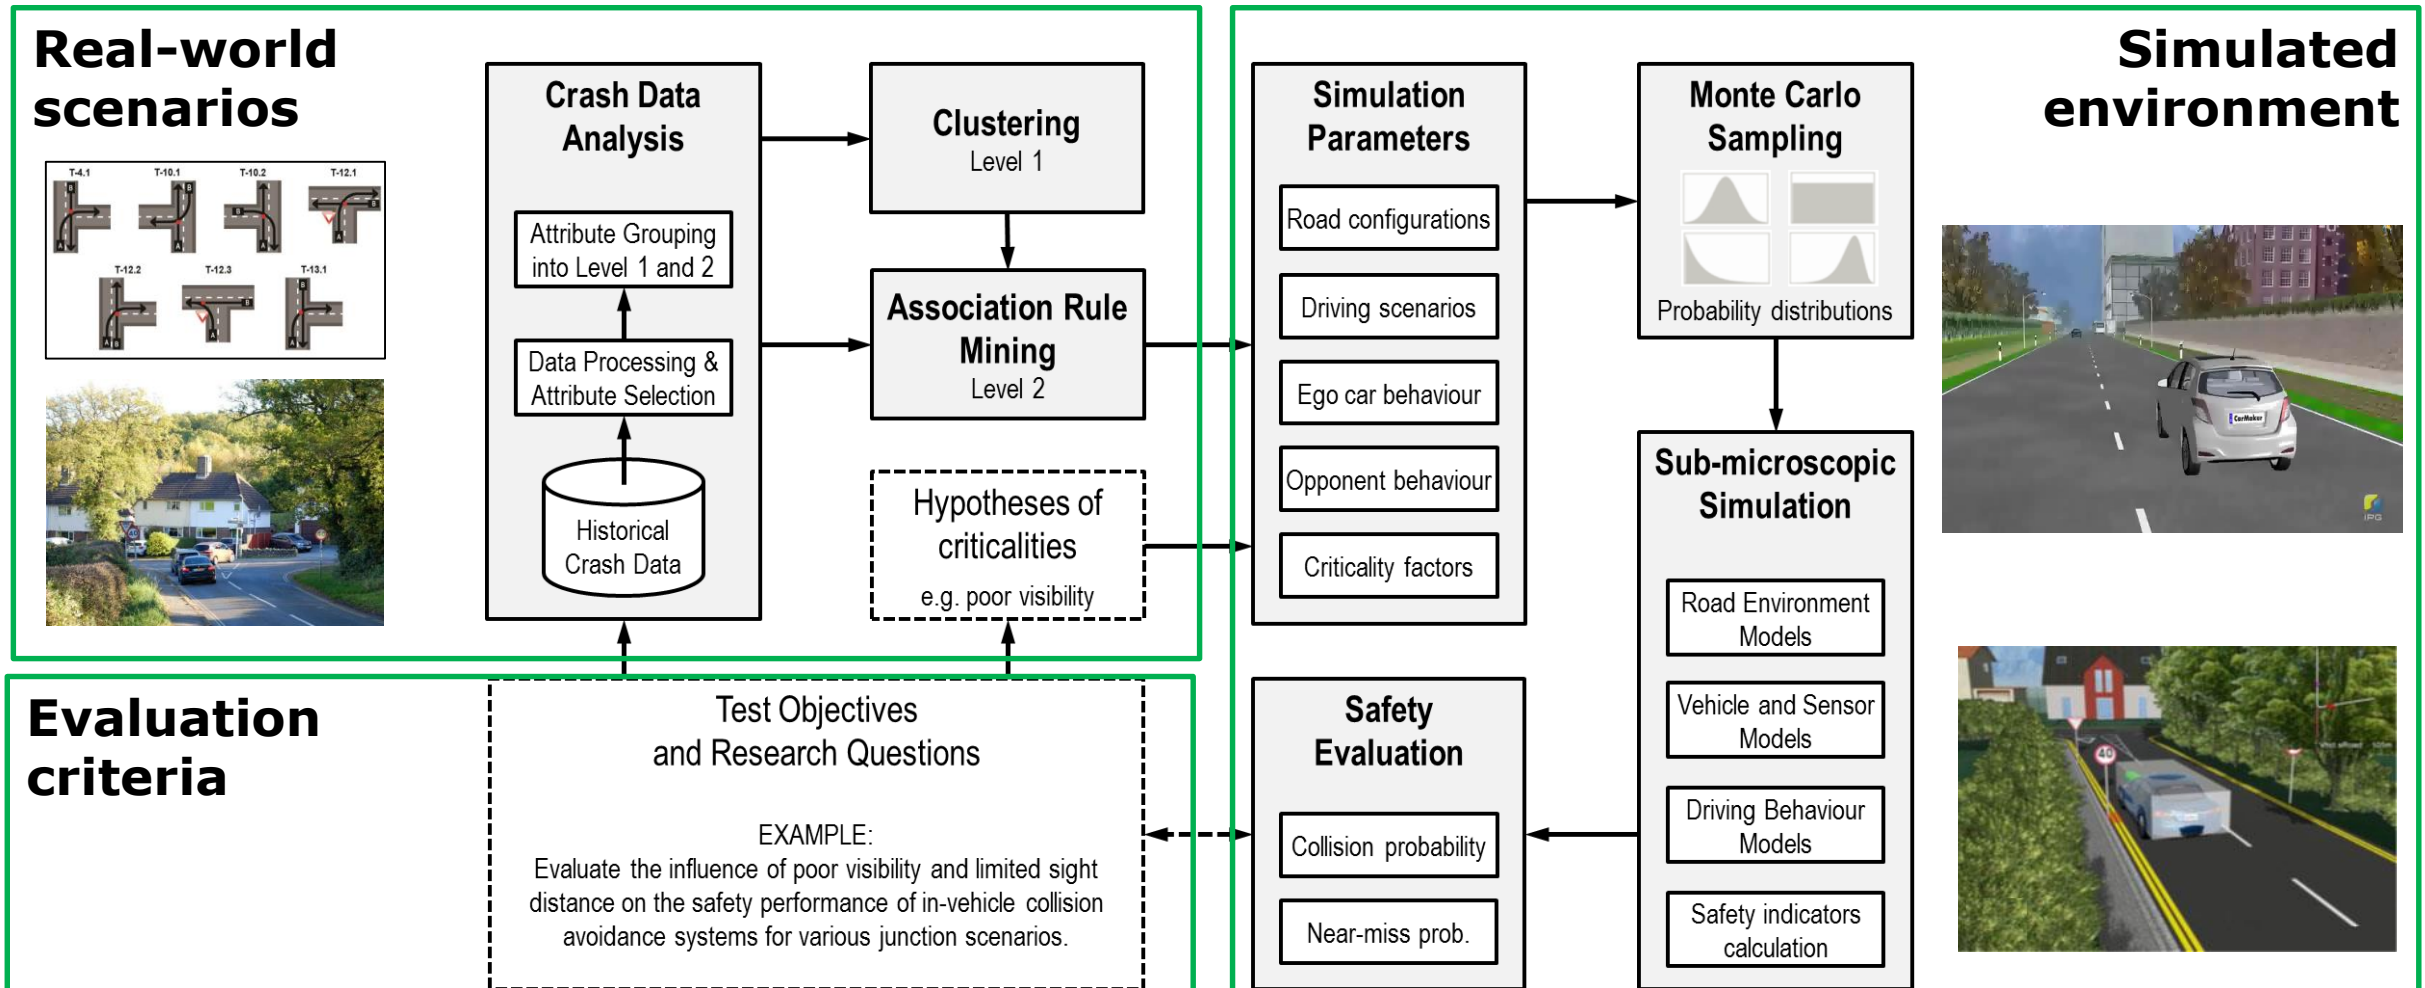 Real-world
scenarios
T-4.1
T-10.1
T-10.2
T-12.1
B
B
B
A
A
A
A
T-12.2
T-12.3
T-13.1
B
B
A
B
A
A
Crash Data
Analysis
Attribute Grouping
into Level 1 and 2
Data Processing &
Attribute Selection
Historical
Crash Data
Clustering
Level 1
Association Rule
Mining
Level 2
Hypotheses of
criticalities
e.g. poor visibility
Evaluation
criteria
Test Objectives
and Research Questions
EXAMPLE:
Evaluate the influence of poor visibility and limited sight
distance on the safety performance of in-vehicle collision
avoidance systems for various junction scenarios.
Simulated
environment
Simulation
Parameters
Road configurations
Driving scenarios
Ego car behaviour
Opponent behaviour
Criticality factors
Monte Carlo
Sampling
Probability distributions
Sub-microscopic
Simulation
Road Environment
Models
Vehicle and Sensor
Models
Driving Behaviour
Models
Safety indicators
calculation
Safety
Evaluation
Collision probability
Near-miss prob.
CarMaker
IPG
40
40